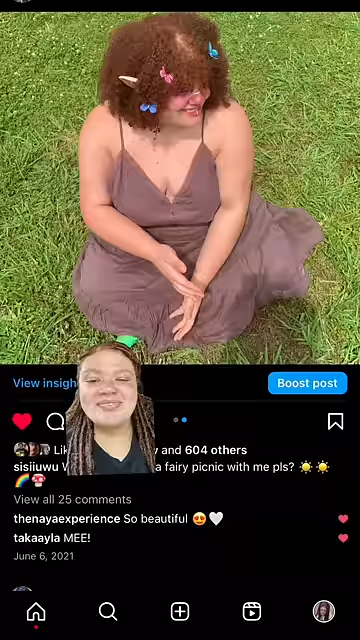 View insigh
Boost post
Lik y and 604 others
sisiiuwu a fairy picnic with me pls? ☀️☀️
🌈🍄
View all 25 comments
thenayaexperience So beautiful 😍🤍
takaayla MEE!
June 6, 2021